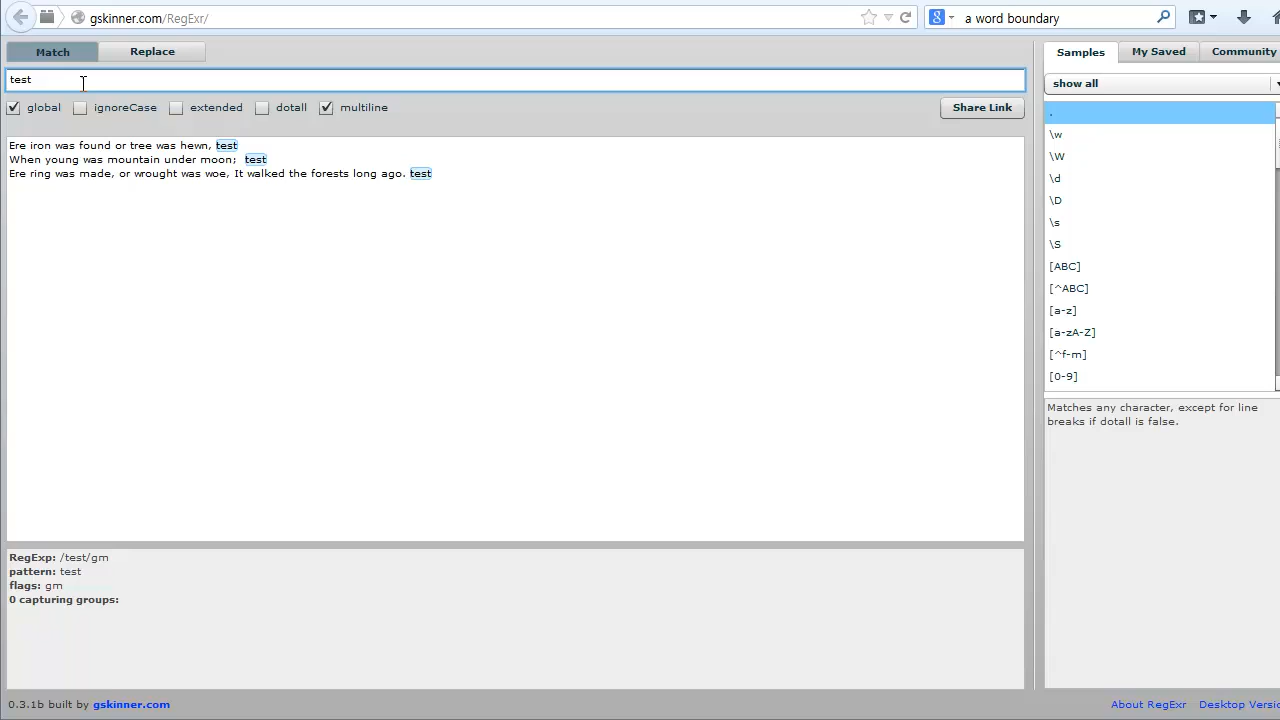 gskinner.com/RegExr/
a word boundary
Match Replace
Samples My Saved Community
test
show all
global ignoreCase extended dotall multiline
Share Link
Ere iron was found or tree was hewn, test
When young was mountain under moon;  test
Ere ring was made, or wrought was woe, It walked the forests long ago. test
.
\w
\W
\d
\D
\s
\S
[ABC]
[^ABC]
[a-z]
[a-zA-Z]
[^f-m]
[0-9]
Matches any character, except for line
breaks if dotall is false.
RegExp: /test/gm
pattern: test
flags: gm
0 capturing groups:
0.3.1b built by gskinner.com
About RegExr Desktop Versio